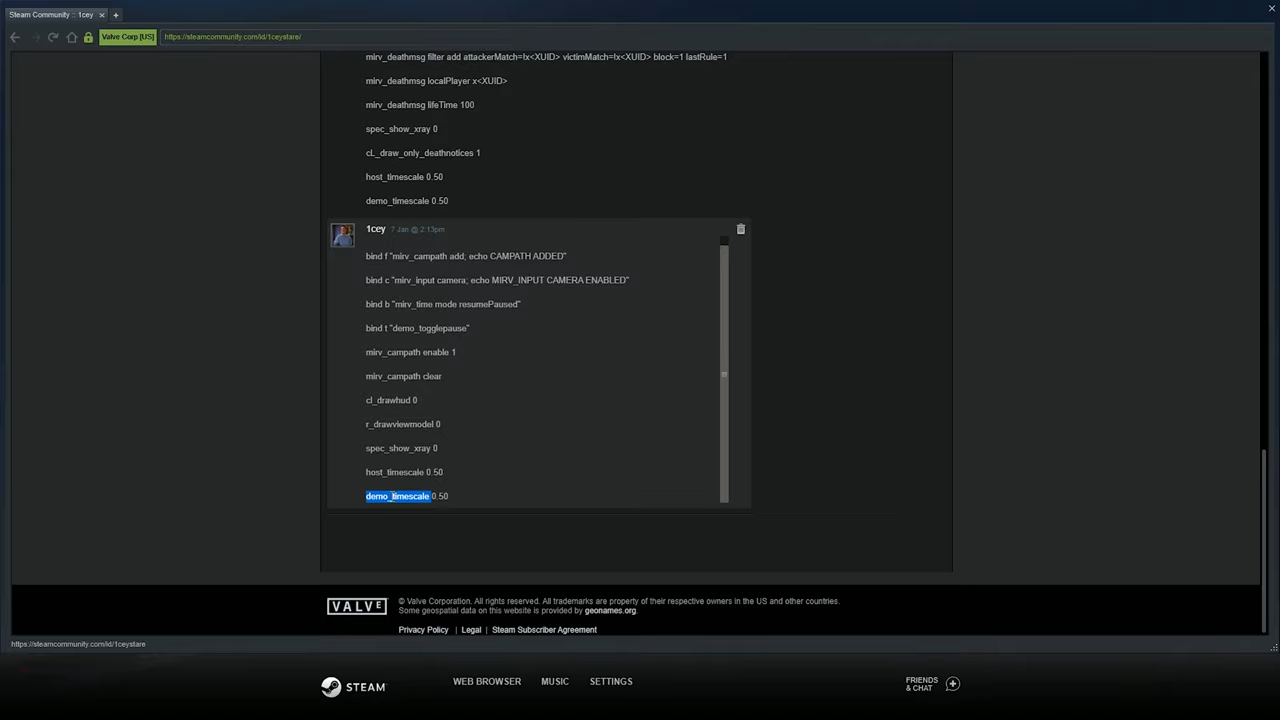 Steam Community :: 1cey
Valve Corp [US]
https://steamcommunity.com/id/1ceystare/
mirv_deathmsg filter add attackerMatch=!x<XUID> victimMatch=!x<XUID> block=1 lastRule=1
mirv_deathmsg localPlayer x<XUID>
mirv_deathmsg lifeTime 100
spec_show_xray 0
cL_draw_only_deathnotices 1
host_timescale 0.50
demo_timescale 0.50
1cey 7 Jan @ 2:13pm
bind f "mirv_campath add; echo CAMPATH ADDED"
bind c "mirv_input camera; echo MIRV_INPUT CAMERA ENABLED)
bind b "mirv_time mode resumePaused"
bind t "demo_togglepause"
mirv_campath enable 1
mirv_campath clear
cl_drawhud 0
r_drawviewmodel 0
spec_show_xray 0
host_timescale 0.50
demo_timescale 0.50
VALVE
© Valve Corporation. All rights reserved. All trademarks are property of their respective owners in the US and other countries.
Some geospatial data on this website is provided by geonames.org.
Privacy Policy | Legal | Steam Subscriber Agreement
https://steamcommunity.com/id/1ceystare
STEAM
WEB BROWSER
MUSIC
SETTINGS
FRIENDS
& CHAT